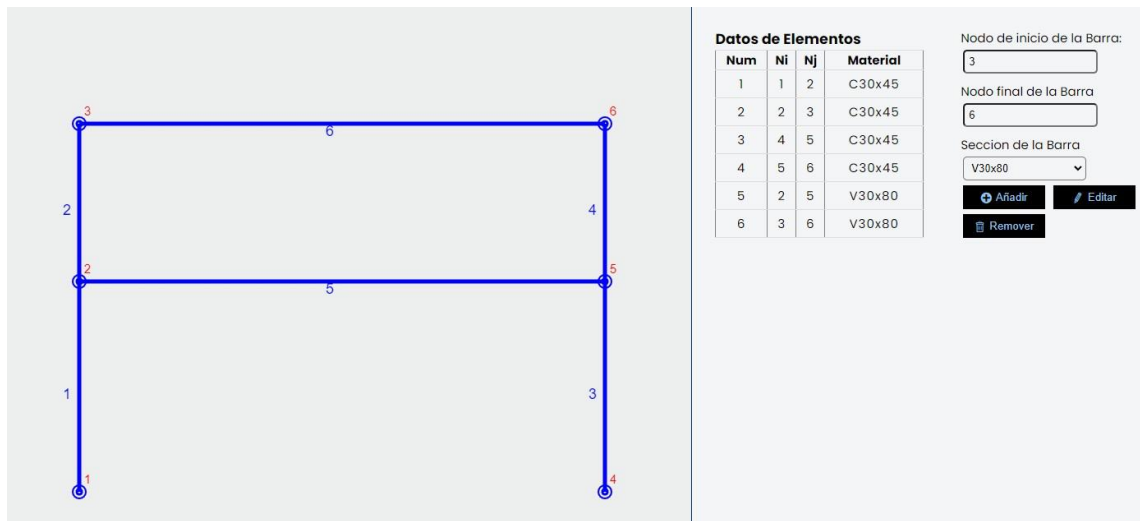 3
6
6
2
4
2
5
5
1
3
1
4
Datos de Elementos
Num Ni Nj Material
1 1 2 C30x45
2 2 3 C30x45
3 4 5 C30x45
4 5 6 C30x45
5 2 5 V30x80
6 3 6 V30x80
Nodo de inicio de la Barra:
3
Nodo final de la Barra
6
Seccion de la Barra
V30x80
Añadir Editar
Remover